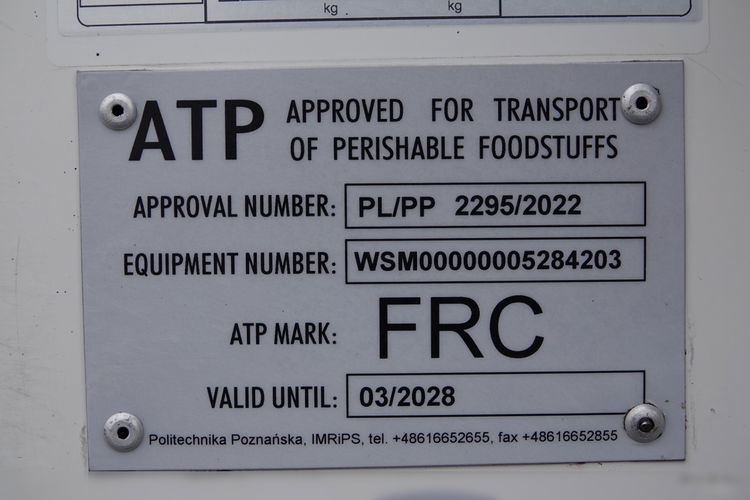 kg kg
ATP APPROVED FOR TRANSPORT
OF PERISHABLE FOODSTUFFS
APPROVAL NUMBER: PL/PP 2295/2022
EQUIPMENT NUMBER: WSM00000005284203
ATP MARK: FRC
VALID UNTIL: 03/2028
Politechnika Poznańska, IMRiPS, tel. +48616652655, fax +48616652855